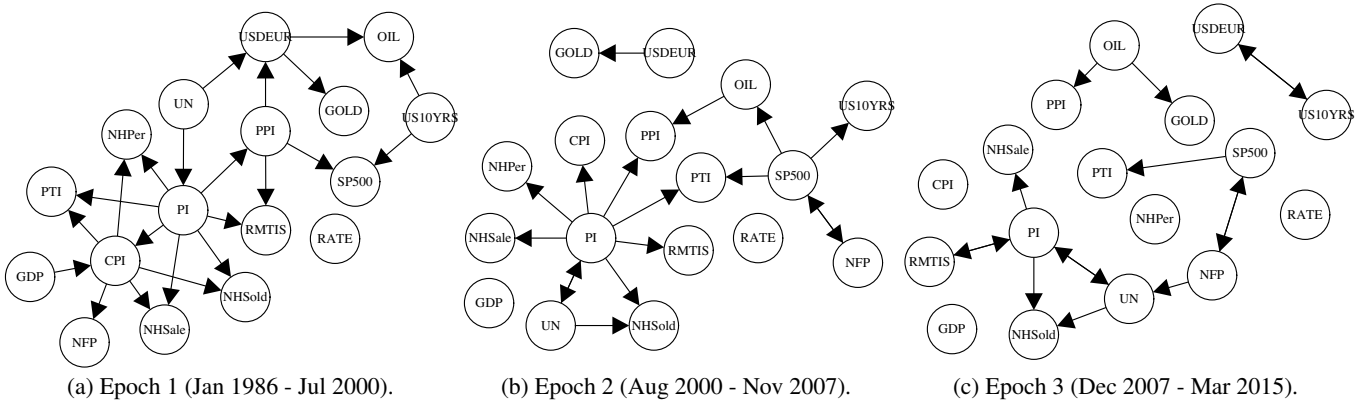 USDEUR
OIL
UN
GOLD
US10YR$
NHPer
PPI
PTI
SP500
PI
RMTIS
RATE
GDP
CPI
NHSold
NFP
NHSale
(a) Epoch 1 (Jan 1986 - Jul 2000).
GOLD
USDEUR
OIL
US10YR$
CPI
PPI
NHPer
PTI
SP500
NHSale
PI
RMTIS
RATE
NFP
GDP
UN
NHSold
(b) Epoch 2 (Aug 2000 - Nov 2007).
USDEUR
OIL
PPI
GOLD
US10YR$
NHSale
SP500
PTI
CPI
NHPer
RATE
PI
RMTIS
NFP
UN
GDP
NHSold
(c) Epoch 3 (Dec 2007 - Mar 2015).